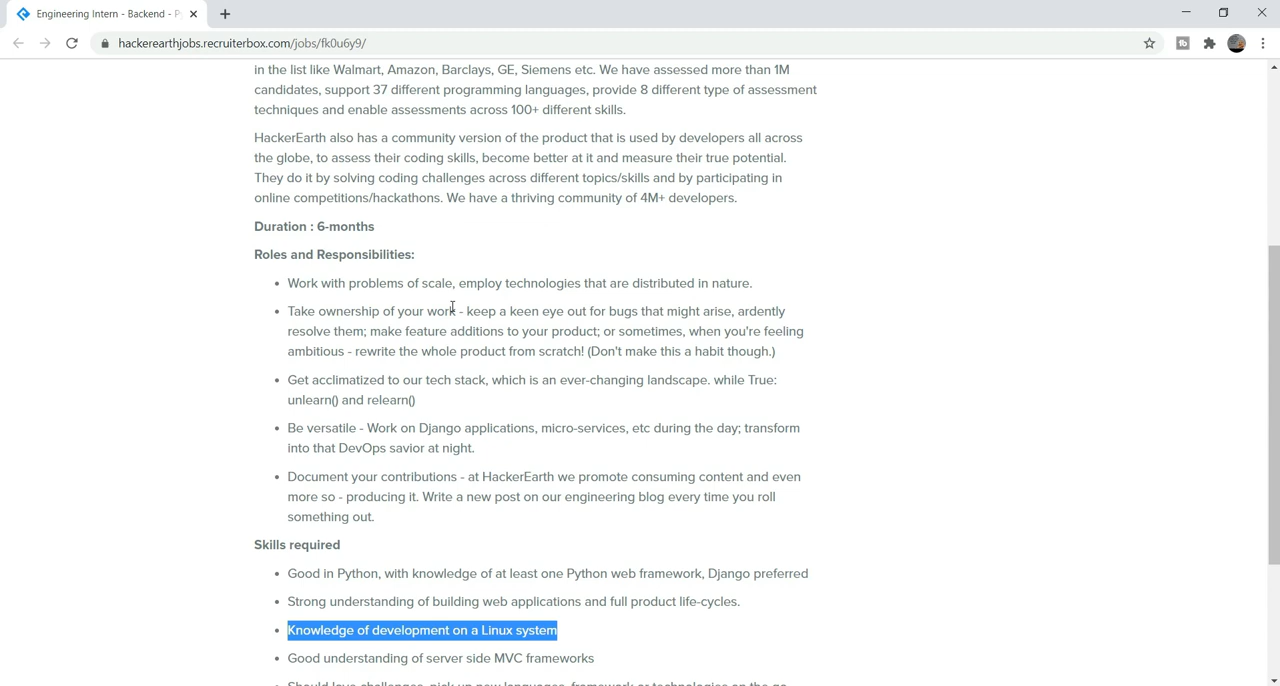 Engineering Intern - Backend - P
hackerearthjobs.recruiterbox.com/jobs/fk0u6y9/
in the list like Walmart, Amazon, Barclays, GE, Siemens etc. We have assessed more than 1M
candidates, support 37 different programming languages, provide 8 different type of assessment
techniques and enable assessments across 100+ different skills.
HackerEarth also has a community version of the product that is used by developers all across
the globe, to assess their coding skills, become better at it and measure their true potential.
They do it by solving coding challenges across different topics/skills and by participating in
online competitions/hackathons. We have a thriving community of 4M+ developers.
Duration : 6-months
Roles and Responsibilities:
• Work with problems of scale, employ technologies that are distributed in nature.
• Take ownership of your work - keep a keen eye out for bugs that might arise, ardently
resolve them; make feature additions to your product; or sometimes, when you're feeling
ambitious - rewrite the whole product from scratch! (Don't make this a habit though.)
• Get acclimatized to our tech stack, which is an ever-changing landscape. while True:
unlearn() and relearn()
• Be versatile - Work on Django applications, micro-services, etc during the day; transform
into that DevOps savior at night.
• Document your contributions - at HackerEarth we promote consuming content and even
more so - producing it. Write a new post on our engineering blog every time you roll
something out.
Skills required
• Good in Python, with knowledge of at least one Python web framework, Django preferred
• Strong understanding of building web applications and full product life-cycles.
• Knowledge of development on a Linux system
• Good understanding of server side MVC frameworks
• Should love challenges, pick up new languages, framework or technologies on the go